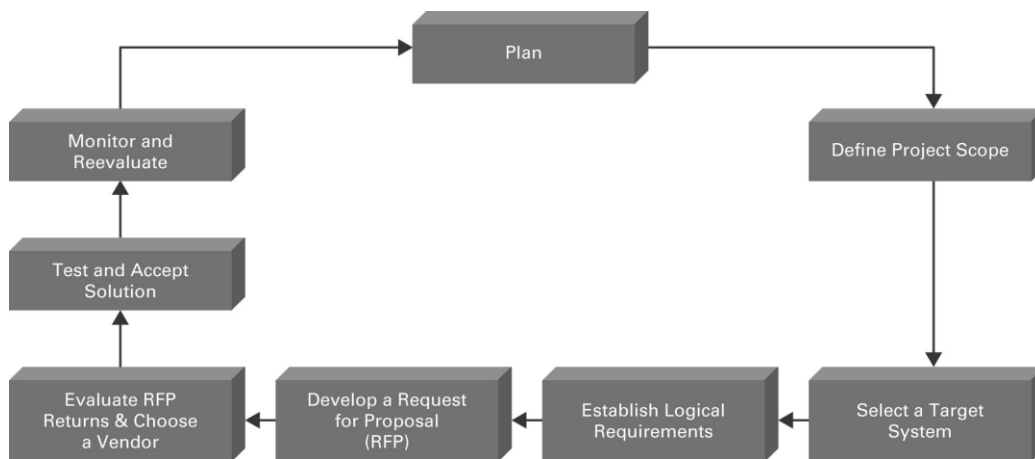 Plan
Define Project Scope
Select a Target
System
Establish Logical
Requirements
Develop a Request
for Proposal
(RFP)
Evaluate RFP
Returns & Choose
a Vendor
Test and Accept
Solution
Monitor and
Reevaluate